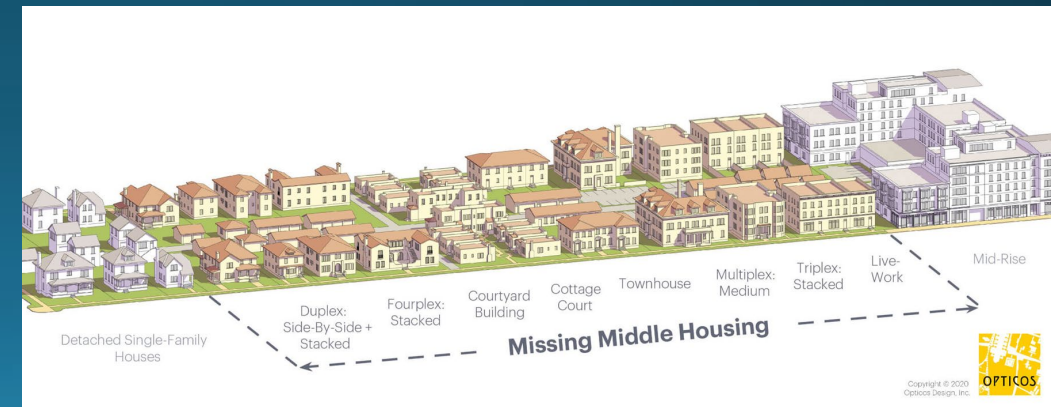 Detached Single-Family
Houses
Duplex:
Side-By-Side +
Stacked
Fourplex:
Stacked
Courtyard
Building
Cottage
Court
Townhouse
Multiplex:
Medium
Triplex:
Stacked
Live-
Work
Mid-Rise
Missing Middle Housing
Copyright © 2020
Opticos Design, Inc.
OPTICOS